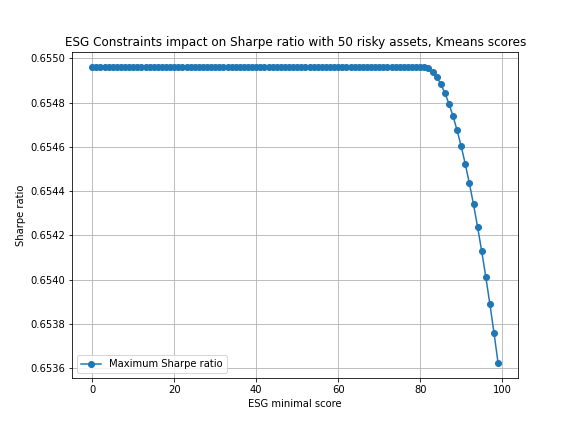 ESG Constraints impact on Sharpe ratio with 50 risky assets, Kmeans scores
0.6550
0.6548
0.6546
0.6544
0.6542
0.6540
0.6538
0.6536
Sharpe ratio
Maximum Sharpe ratio
0 20 40 60 80 100
ESG minimal score